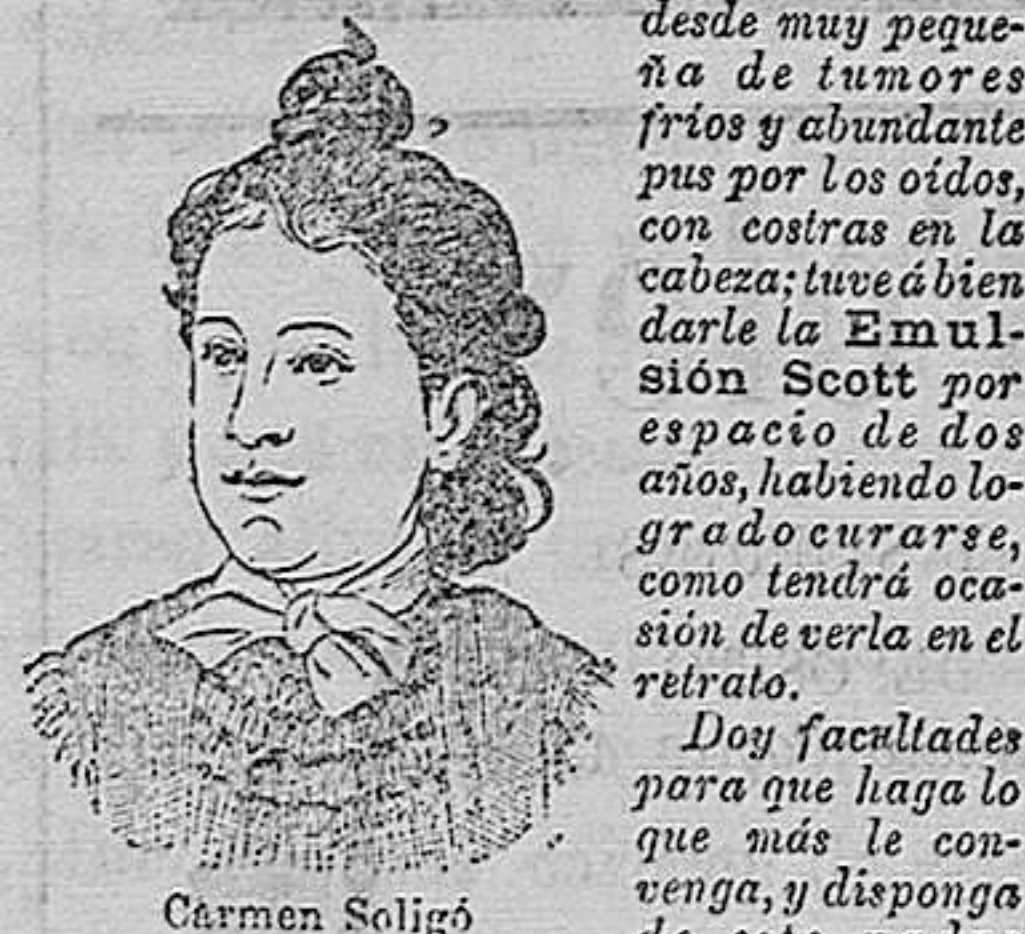 desde muy peque-
ña de tumores
fríos y abundante
pus por los oídos,
con costras en la
cabeza; tuve á bien
darle la Emul-
sión Scott por
espacio de dos
años, habiendo lo-
grado curarse,
como tendrá oca-
sión de verla en el
retrato.
Doy facultades
para que haga lo
que más le con-
venga, y disponga
Carmen Soligó